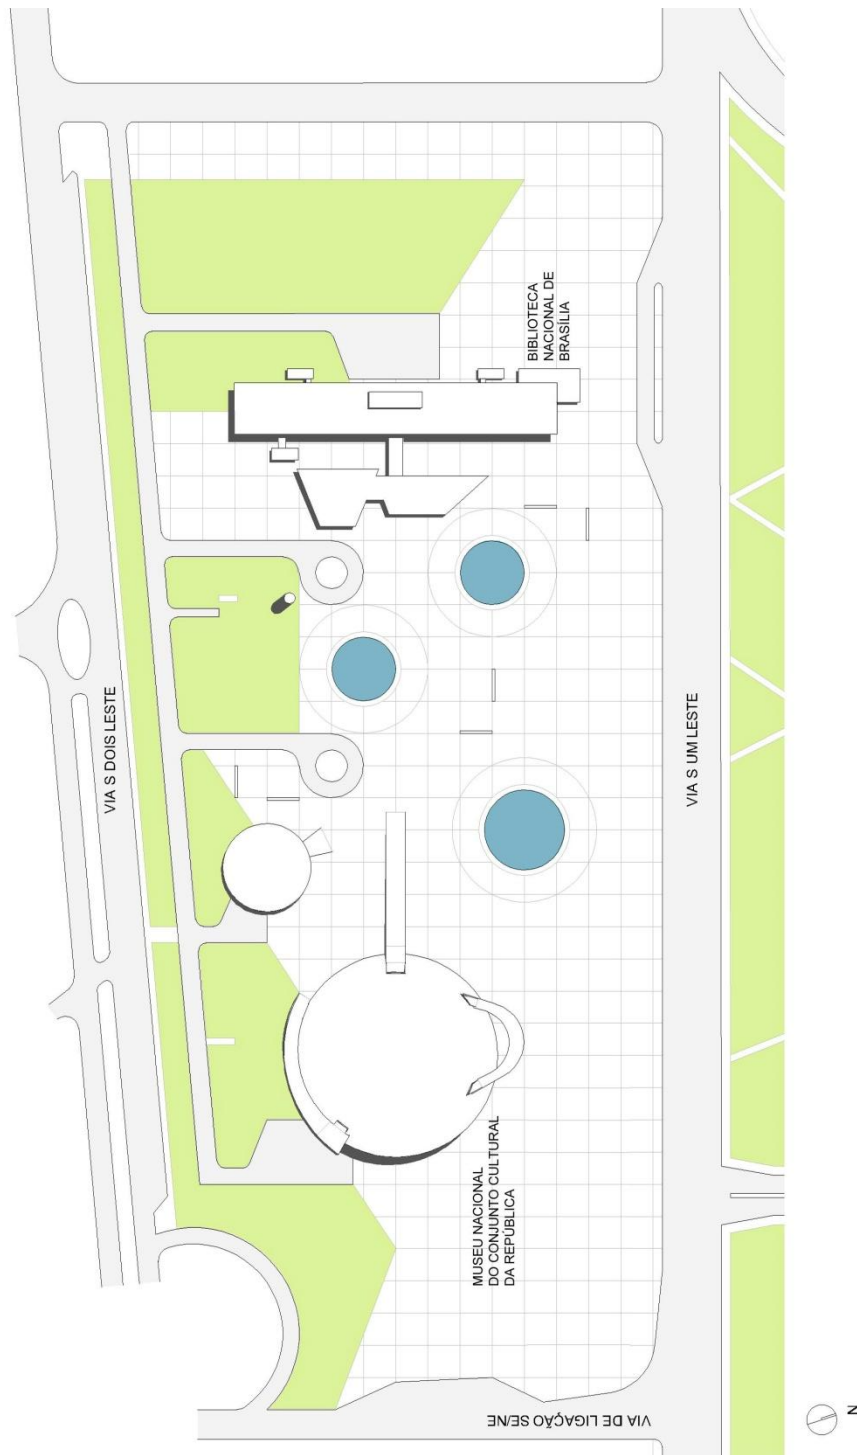 BIBLIOTECA
NACIONAL DE
BRASÍLIA
VIA S DOIS LESTE
VIA S UM LESTE
MUSEU NACIONAL
DO CONJUNTO CULTURAL
DA REPÚBLICA
VIA DE LIGAÇÃO SE/NE
N